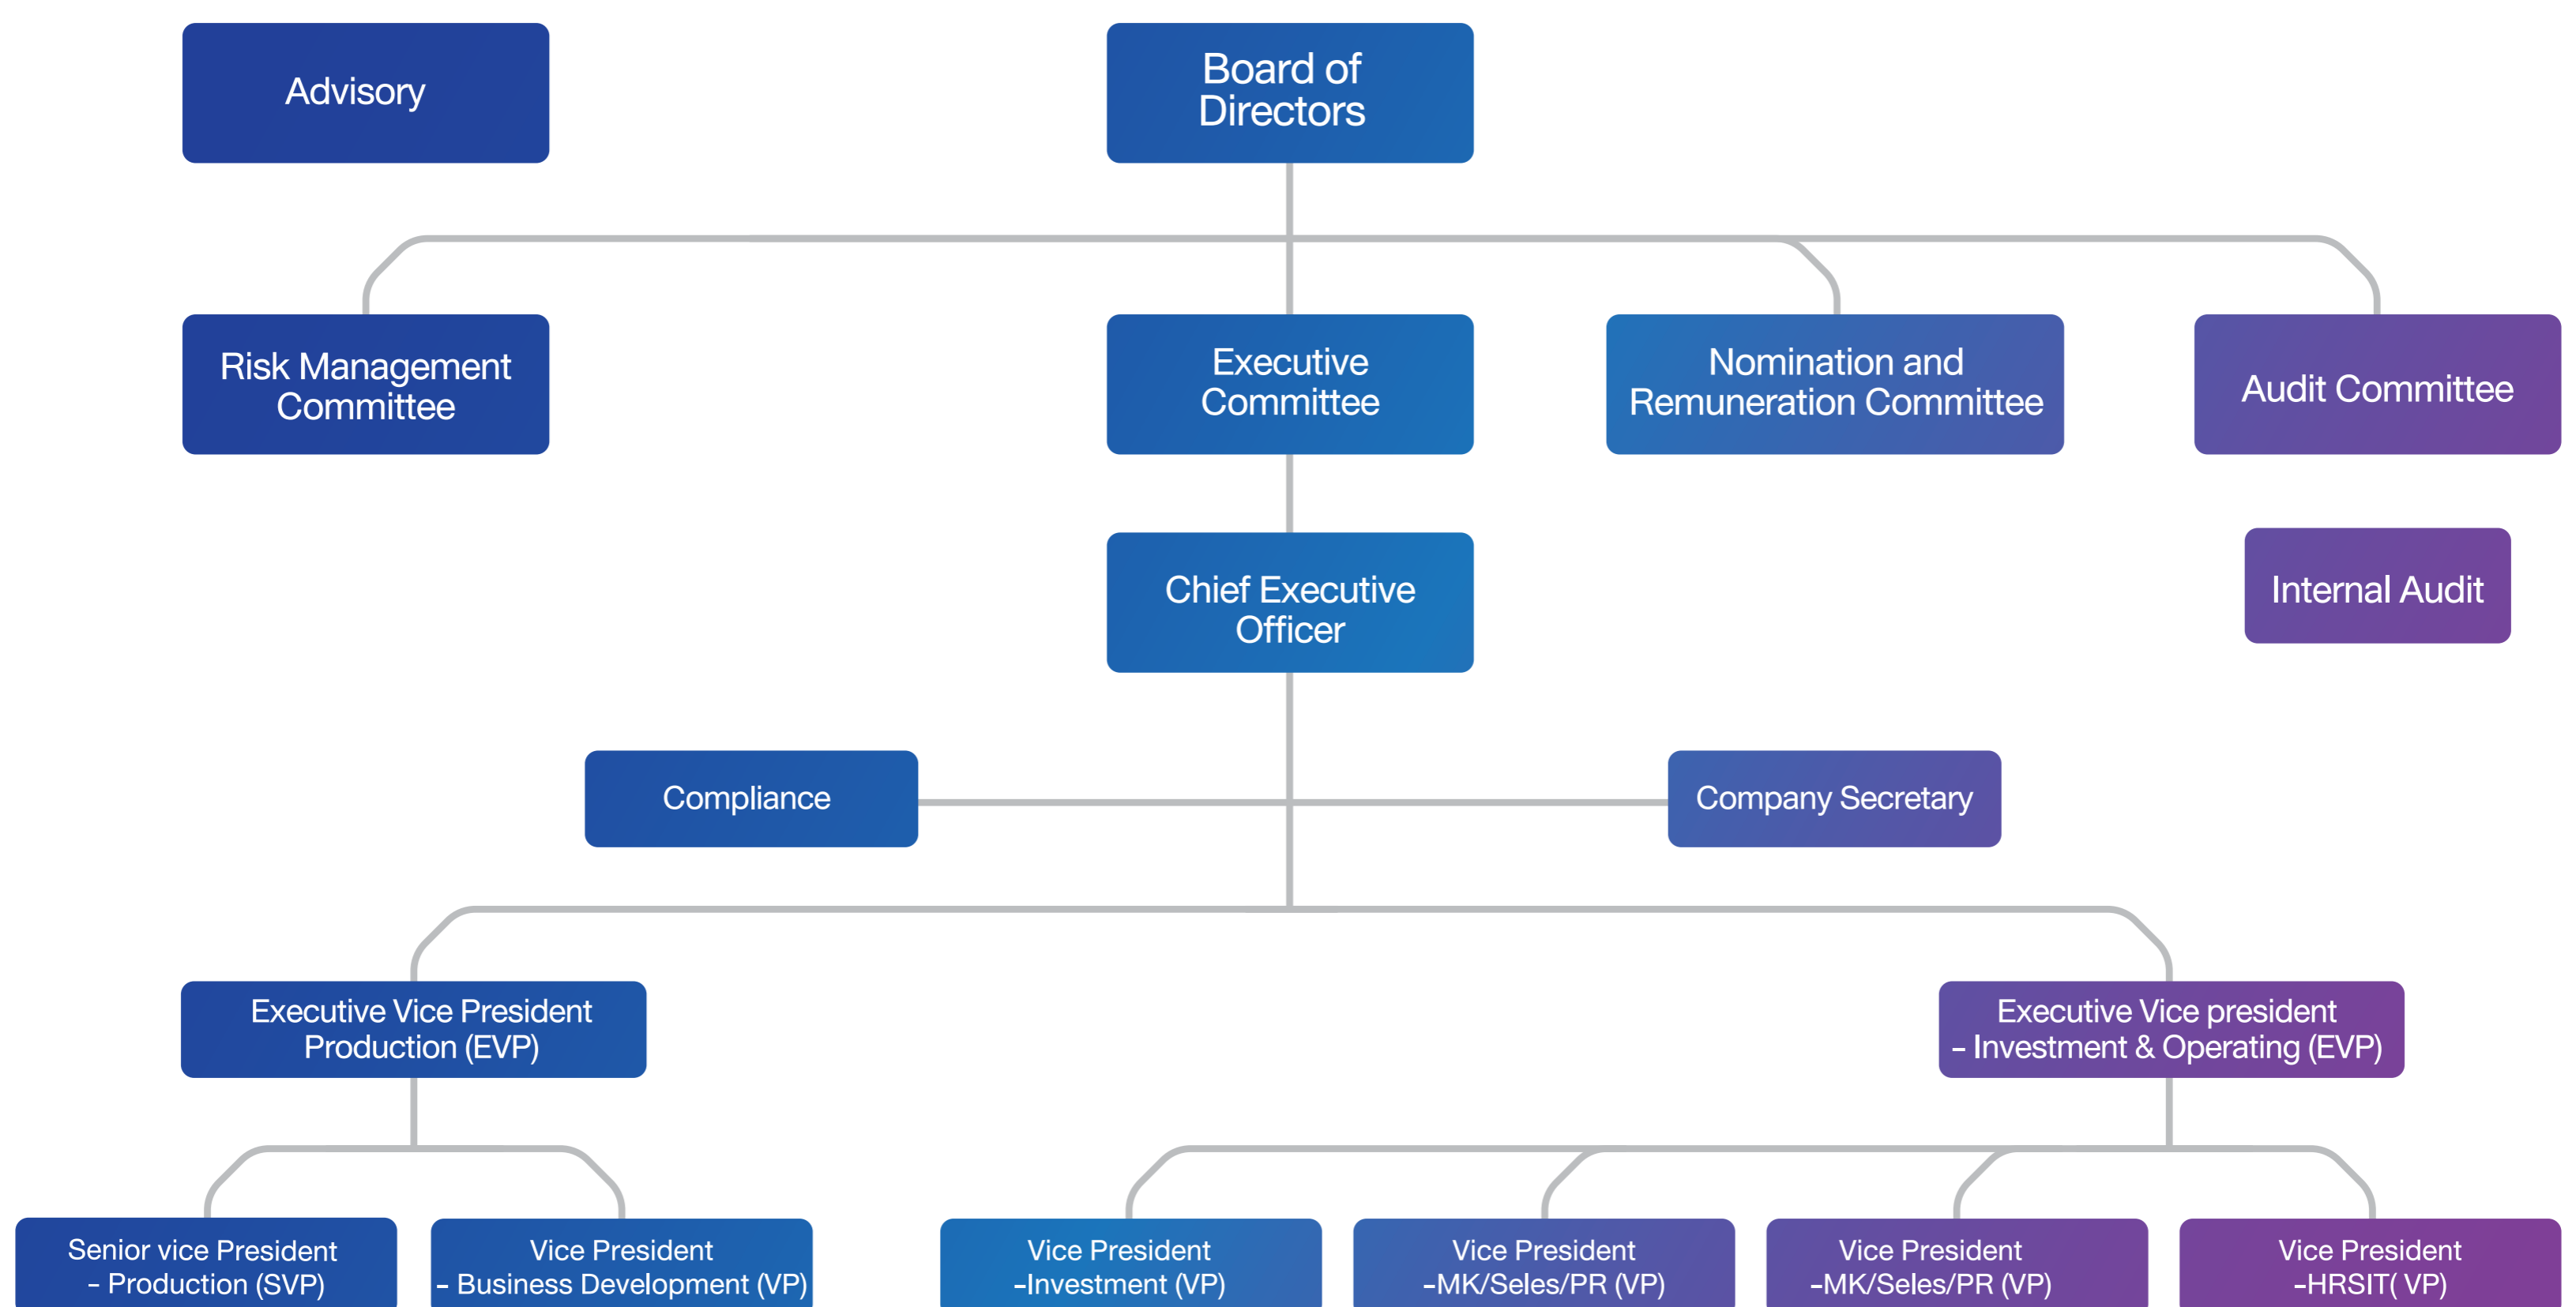 Advisory
Board of
Directors
Risk Management
Committee
Executive
Committee
Nomination and
Remuneration Committee
Audit Committee
Chief Executive
Officer
Internal Audit
Compliance
Company Secretary
Executive Vice President
Production (EVP)
Executive Vice president
- Investment & Operating (EVP)
Senior vice President
- Production (SVP)
Vice President
- Business Development (VP)
Vice President
-Investment (VP)
Vice President
-MK/Seles/PR (VP)
Vice President
-MK/Seles/PR (VP)
Vice President
-HRSIT( VP)